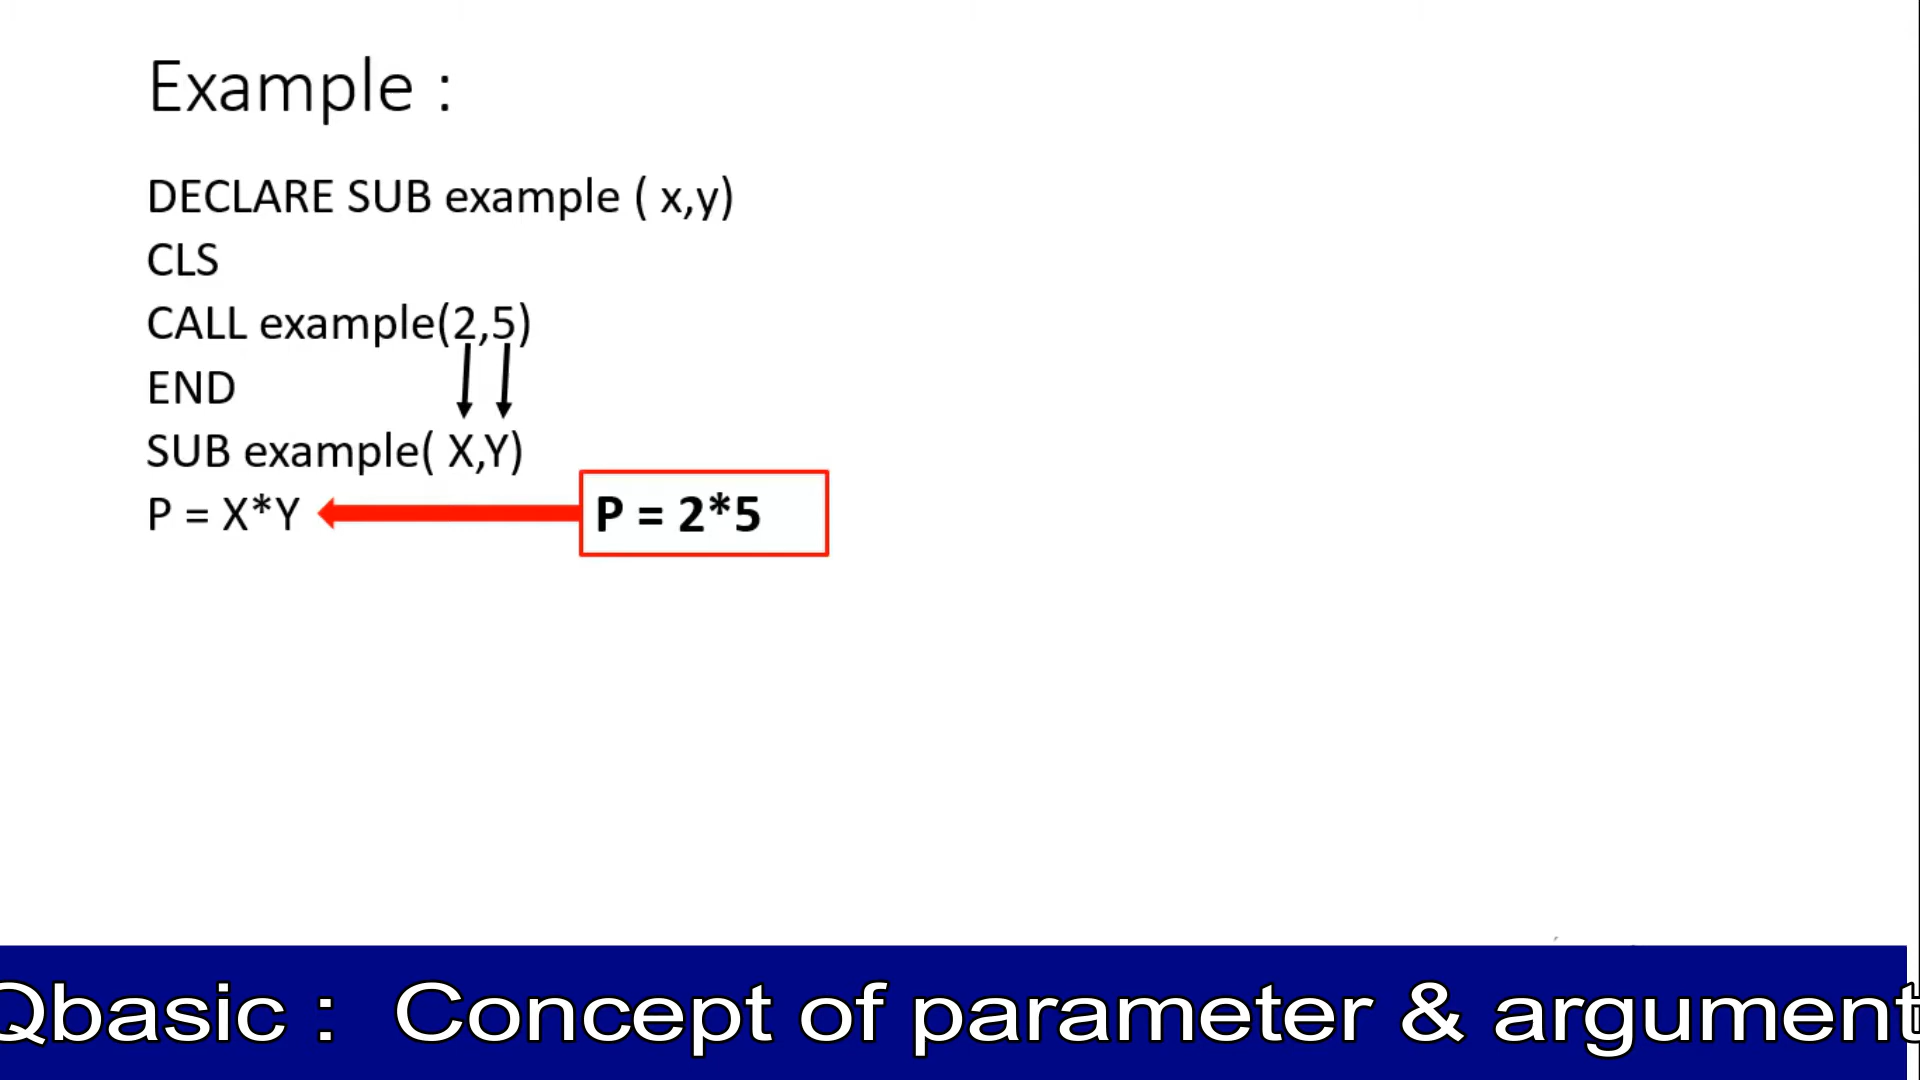 Example :
DECLARE SUB example ( x,y)
CLS
CALL example(2,5)
END
SUB example( X,Y)
P = X*Y
P = 2*5
Qbasic :  Concept of parameter & argument